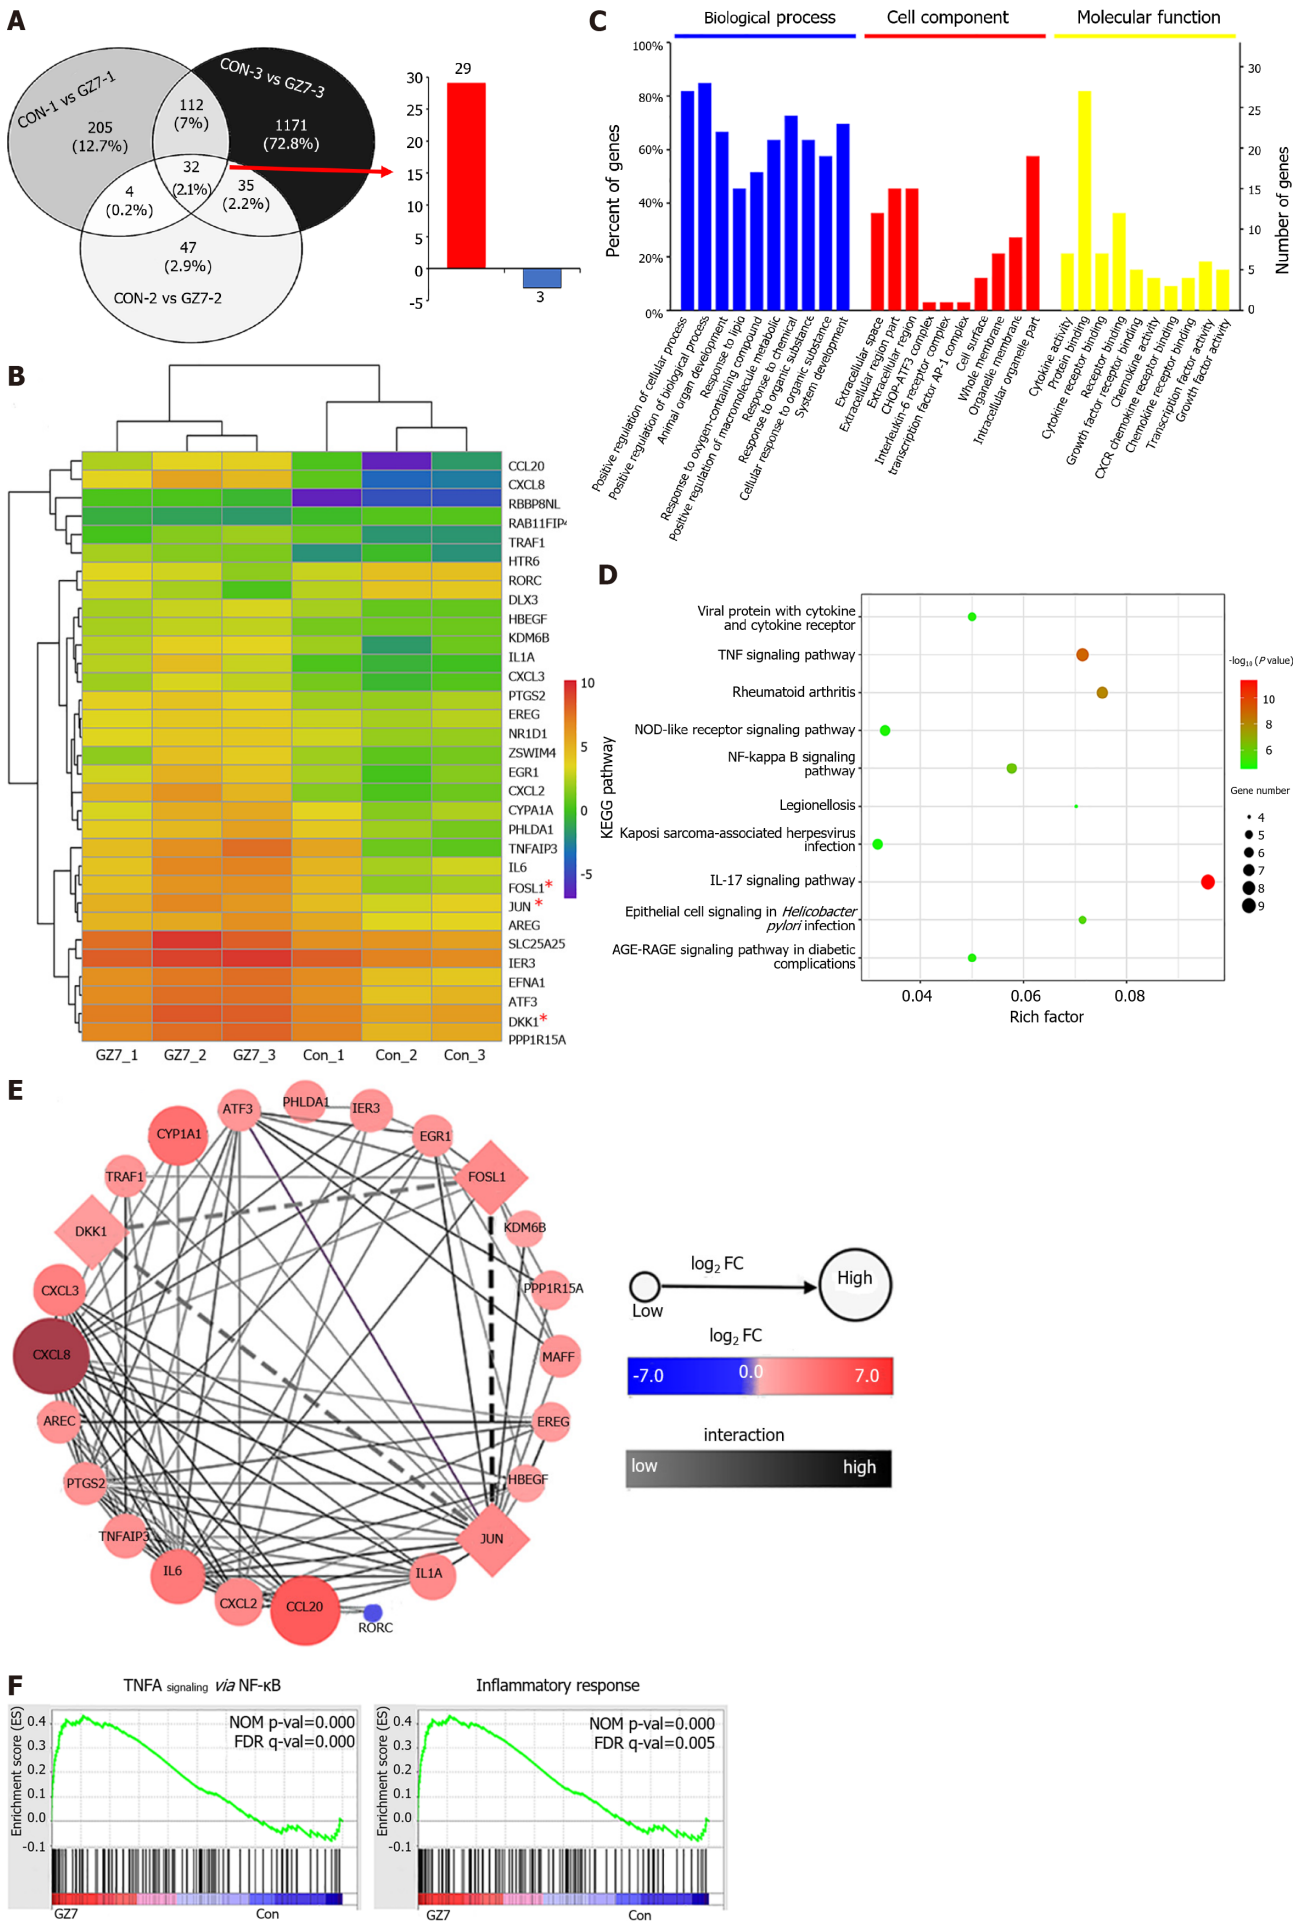 A
CON-1 vs GZ7-1
CON-3 vs GZ7-3
205
(12.7%)
112
(7%)
1171
(72.8%)
32
(2.1%)
4
(0.2%)
35
(2.2%)
47
(2.9%)
CON-2 vs GZ7-2
30
25
20
15
10
5
0
-5
29
3
B
CCL20
CXCL8
RBBP8NL
RAB11FIP4
TRAF1
HTR6
RORC
DLX3
HBEGF
KDM6B
IL1A
CXCL3
PTGS2
EREG
NR1D1
ZSWIM4
EGR1
CXCL2
CYPA1A
PHLDA1
TNFAIP3
IL6
FOSL1*
JUN *
AREG
SLC25A25
IER3
EFNA1
ATF3
DKK1*
PPP1R15A
GZ7_1 GZ7_2 GZ7_3 Con_1 Con_2 Con_3
10
5
0
-5
C
Biological process Cell component Molecular function
Percent of genes
100%
80%
60%
40%
20%
0%
Number of genes
30
25
20
15
10
5
0
Positive regulation of cellular process
Positive regulation of biological process
Animal organ development
Response to lipid
Response to oxygen-containing compound
Positive regulation of macromolecule metabolic
Response to chemical
Response to organic substance
Cellular response to organic substance
System development
Extracellular space
Extracellular region part
Extracellular region
CHOP-ATF3 complex
Interleukin-6 receptor complex
transcription factor AP-1 complex
Cell surface
Whole membrane
Organelle membrane
Intracellular organelle part
Cytokine activity
Protein binding
Cytokine receptor binding
Receptor binding
Growth factor receptor binding
Chemokine activity
CXCR chemokine receptor binding
Chemokine receptor binding
Transcription factor activity
Growth factor activity
D
KEGG pathway
Viral protein with cytokine
and cytokine receptor
TNF signaling pathway
Rheumatoid arthritis
NOD-like receptor signaling pathway
NF-kappa B signaling
pathway
Legionellosis
Kaposi sarcoma-associated herpesvirus
infection
IL-17 signaling pathway
Epithelial cell signaling in Helicobacter
pylori infection
AGE-RAGE signaling pathway in diabetic
complications
0.04 0.06 0.08
Rich factor
-log10 (P value)
10
8
6
Gene number
4
5
6
7
8
9
E
ATF3
PHLDA1
IER3
CYP1A1
EGR1
TRAF1
FOSL1
DKK1
KDM6B
CXCL3
PPP1R15A
CXCL8
MAFF
AREC
EREG
PTGS2
HBEGF
TNFAIP3
JUN
IL6
IL1A
CXCL2
CCL20
RORC
log2 FC
Low
High
log2 FC
-7.0 0.0 7.0
interaction
low high
F
TNFA signaling via NF-κB
Enrichment score (ES)
0.4
0.3
0.2
0.1
0.0
-0.1
NOM p-val=0.000
FDR q-val=0.000
GZ7 Con
Inflammatory response
Enrichment score (ES)
0.4
0.3
0.2
0.1
0.0
-0.1
NOM p-val=0.000
FDR q-val=0.005
GZ7 Con